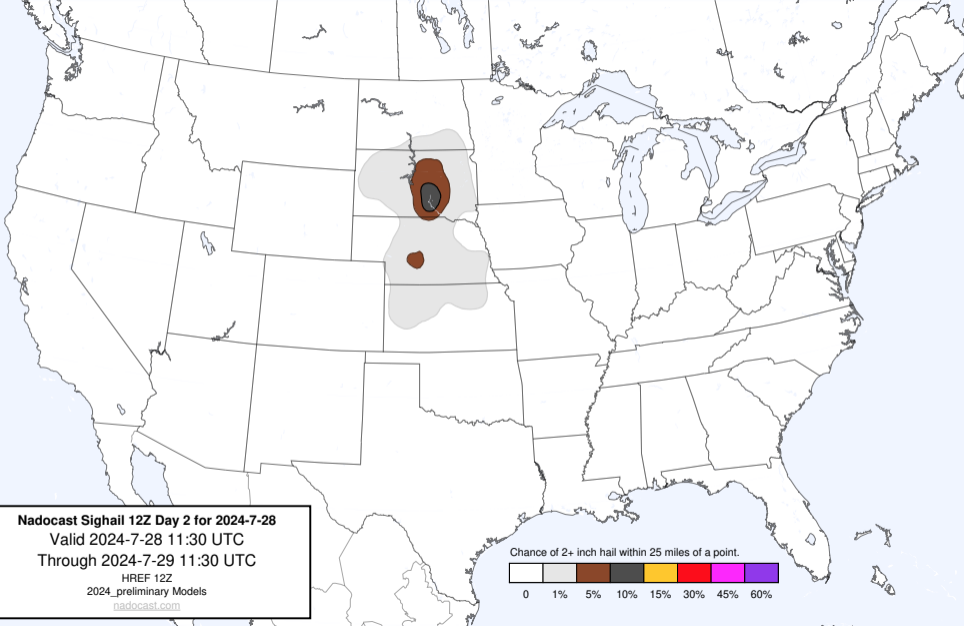 Nadocast Sighail 12Z Day 2 for 2024-7-28
Valid 2024-7-28 11:30 UTC
Through 2024-7-29 11:30 UTC
HREF 12Z
2024_preliminary Models
nadocast.com
Chance of 2+ inch hail within 25 miles of a point.
0 1% 5% 10% 15% 30% 45% 60%